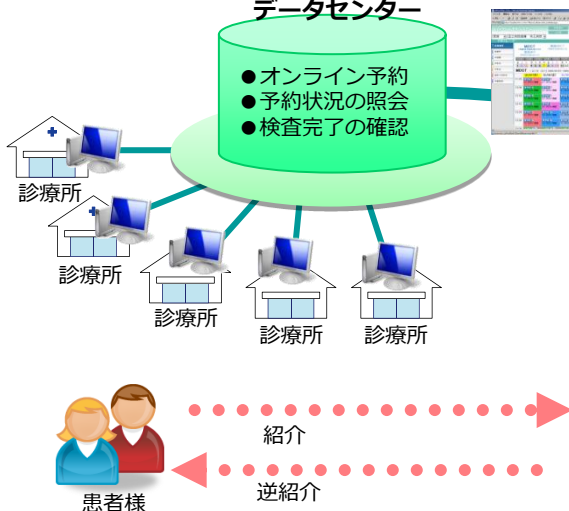 データセンター
●オンライン予約
●予約状況の照会
●検査完了の確認
診療所
診療所
診療所
診療所
診療所
紹介
逆紹介
患者様